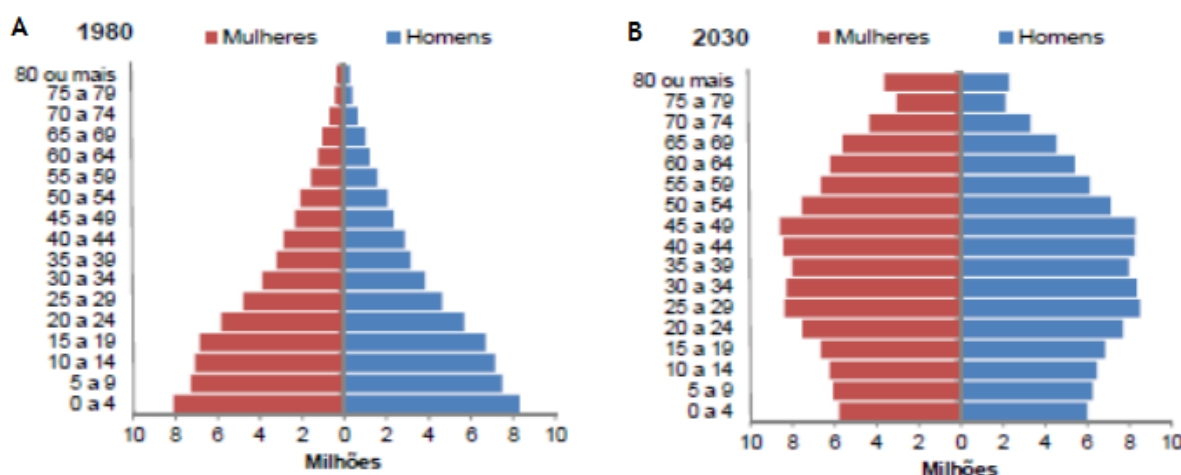 A 1980 Mulheres Homens
80 ou mais
75 a 79
70 a 74
65 a 69
60 a 64
55 a 59
50 a 54
45 a 49
40 a 44
35 a 39
30 a 34
25 a 29
20 a 24
15 a 19
10 a 14
5 a 9
0 a 4
10 8 6 4 2 0 2 4 6 8 10
Milhões
B 2030 Mulheres Homens
80 ou mais
75 a 79
70 a 74
65 a 69
60 a 64
55 a 59
50 a 54
45 a 49
40 a 44
35 a 39
30 a 34
25 a 29
20 a 24
15 a 19
10 a 14
5 a 9
0 a 4
10 8 6 4 2 0 2 4 6 8 10
Milhões